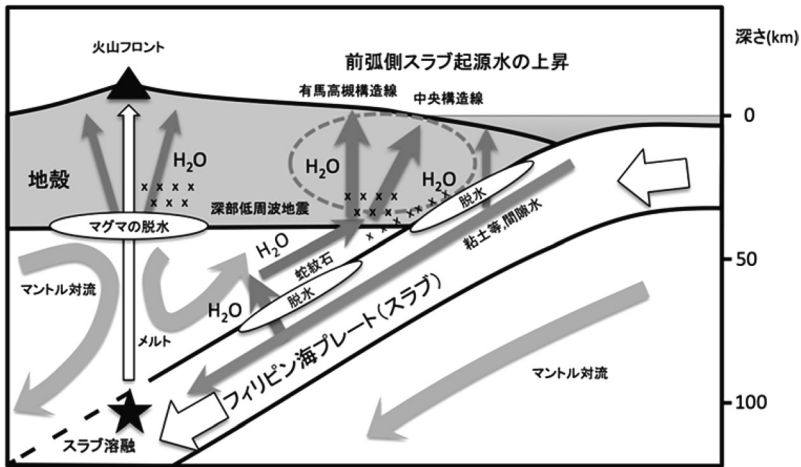 火山フロント
前弧側スラブ起源水の上昇
深さ(km)
有馬高槻構造線
中央構造線
0
H₂O
H₂O
H₂O
地殻
x x x x
x x x x
x x x x
x x x x
x x x x x x x x
脱水
深部低周波地震
マグマの脱水
粘土等,間隙水
H₂O
蛇紋石
50
マントル対流
H₂O
脱水
メルト
フィリピン海プレート(スラブ)
マントル対流
100
スラブ溶融